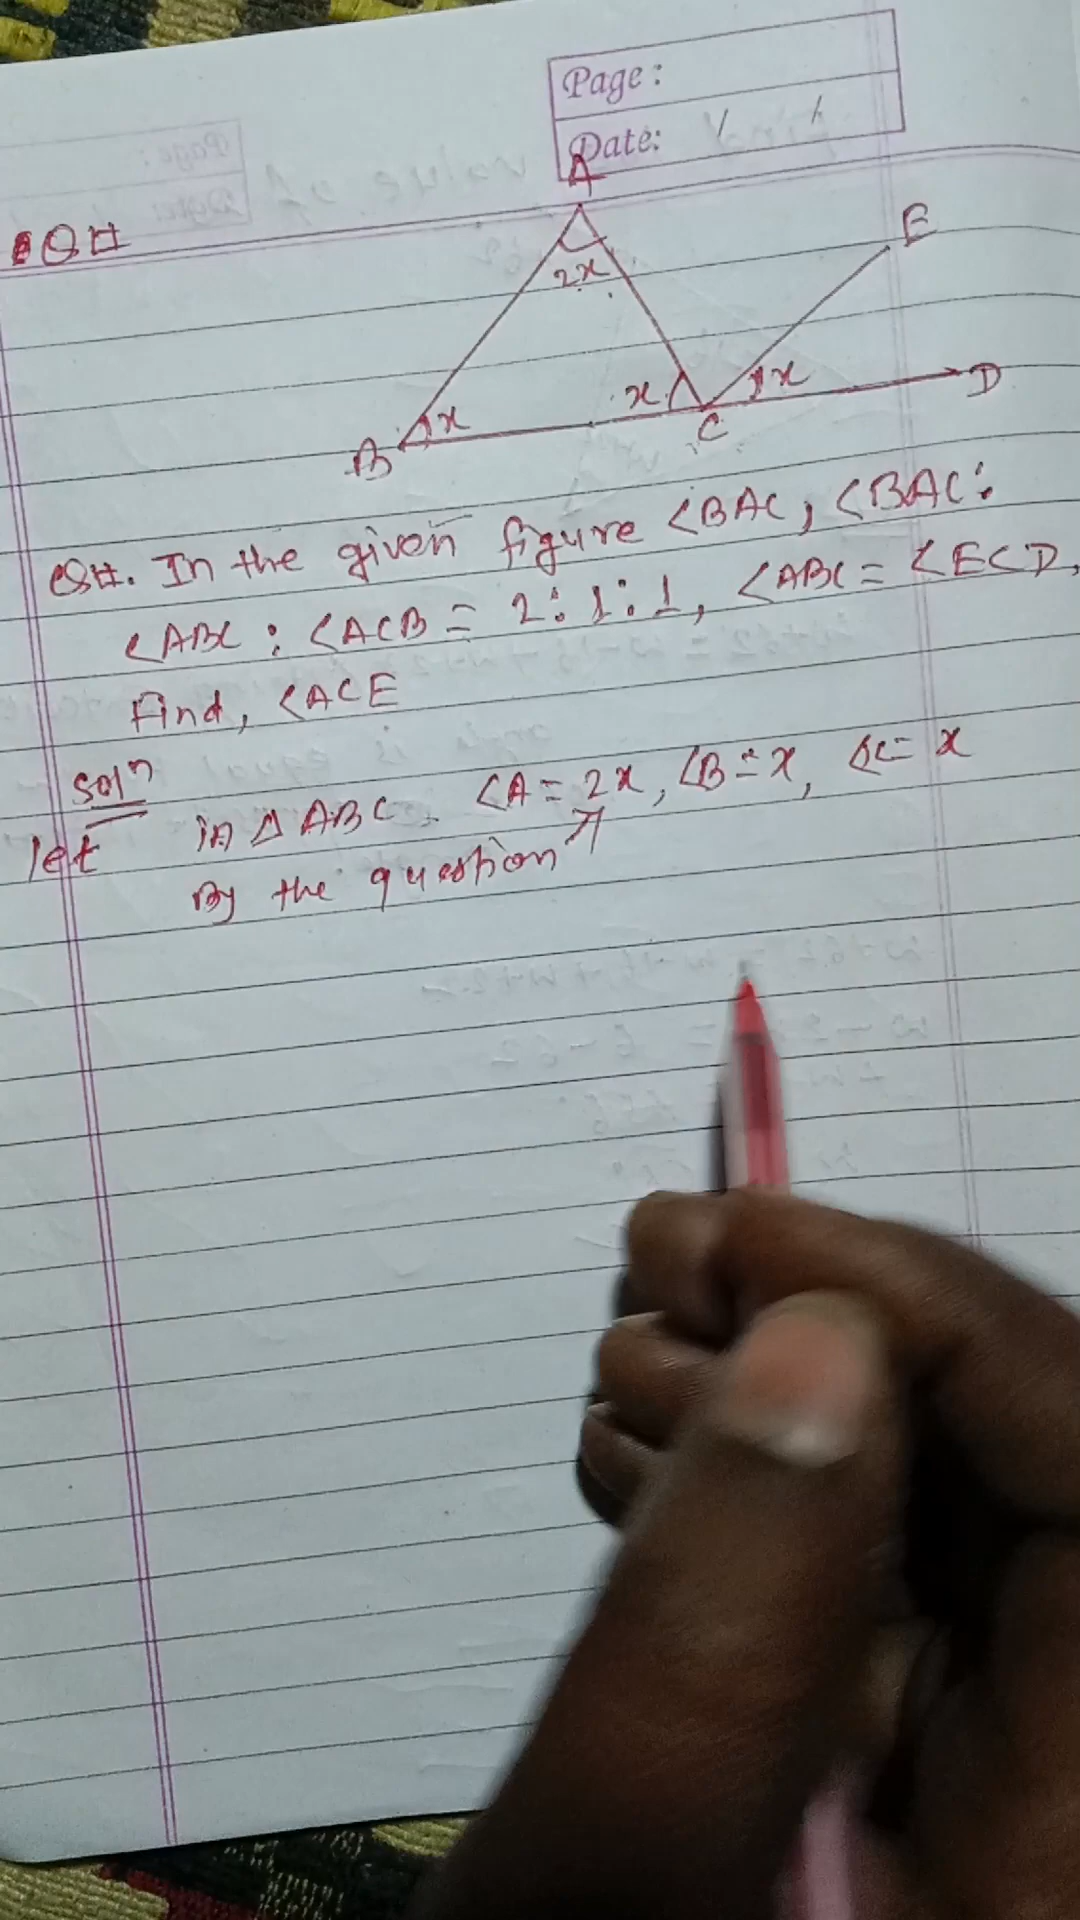 Page:
Date:
Q#
A
2x
E
x
x
x
D
B
C
Q#. In the given figure ∠BAC, ∠BAC:
∠ABC : ∠ACB = 2:1:1, ∠ABC = ∠ECD,
find, ∠ACE
Solⁿ
let in △ ABC. ∠A = 2x, ∠B = x, ∠C = x
By the question